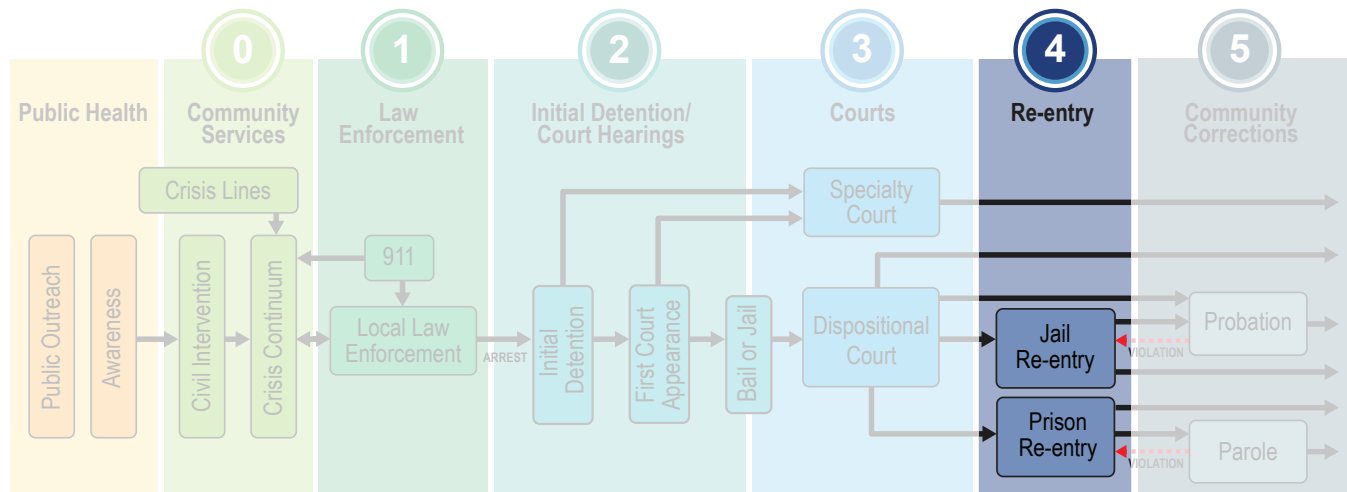 0
1
2
3
4
5
Public Health
Community
Services
Law
Enforcement
Initial Detention/
Court Hearings
Courts
Re-entry
Community
Corrections
Crisis Lines
Specialty
Court
Public Outreach
Awareness
Civil Intervention
Crisis Continuum
911
Local Law
Enforcement
ARREST
Initial
Detention
First Court
Appearance
Bail or Jail
Dispositional
Court
Jail
Re-entry
VIOLATION
Probation
Prison
Re-entry
VIOLATION
Parole